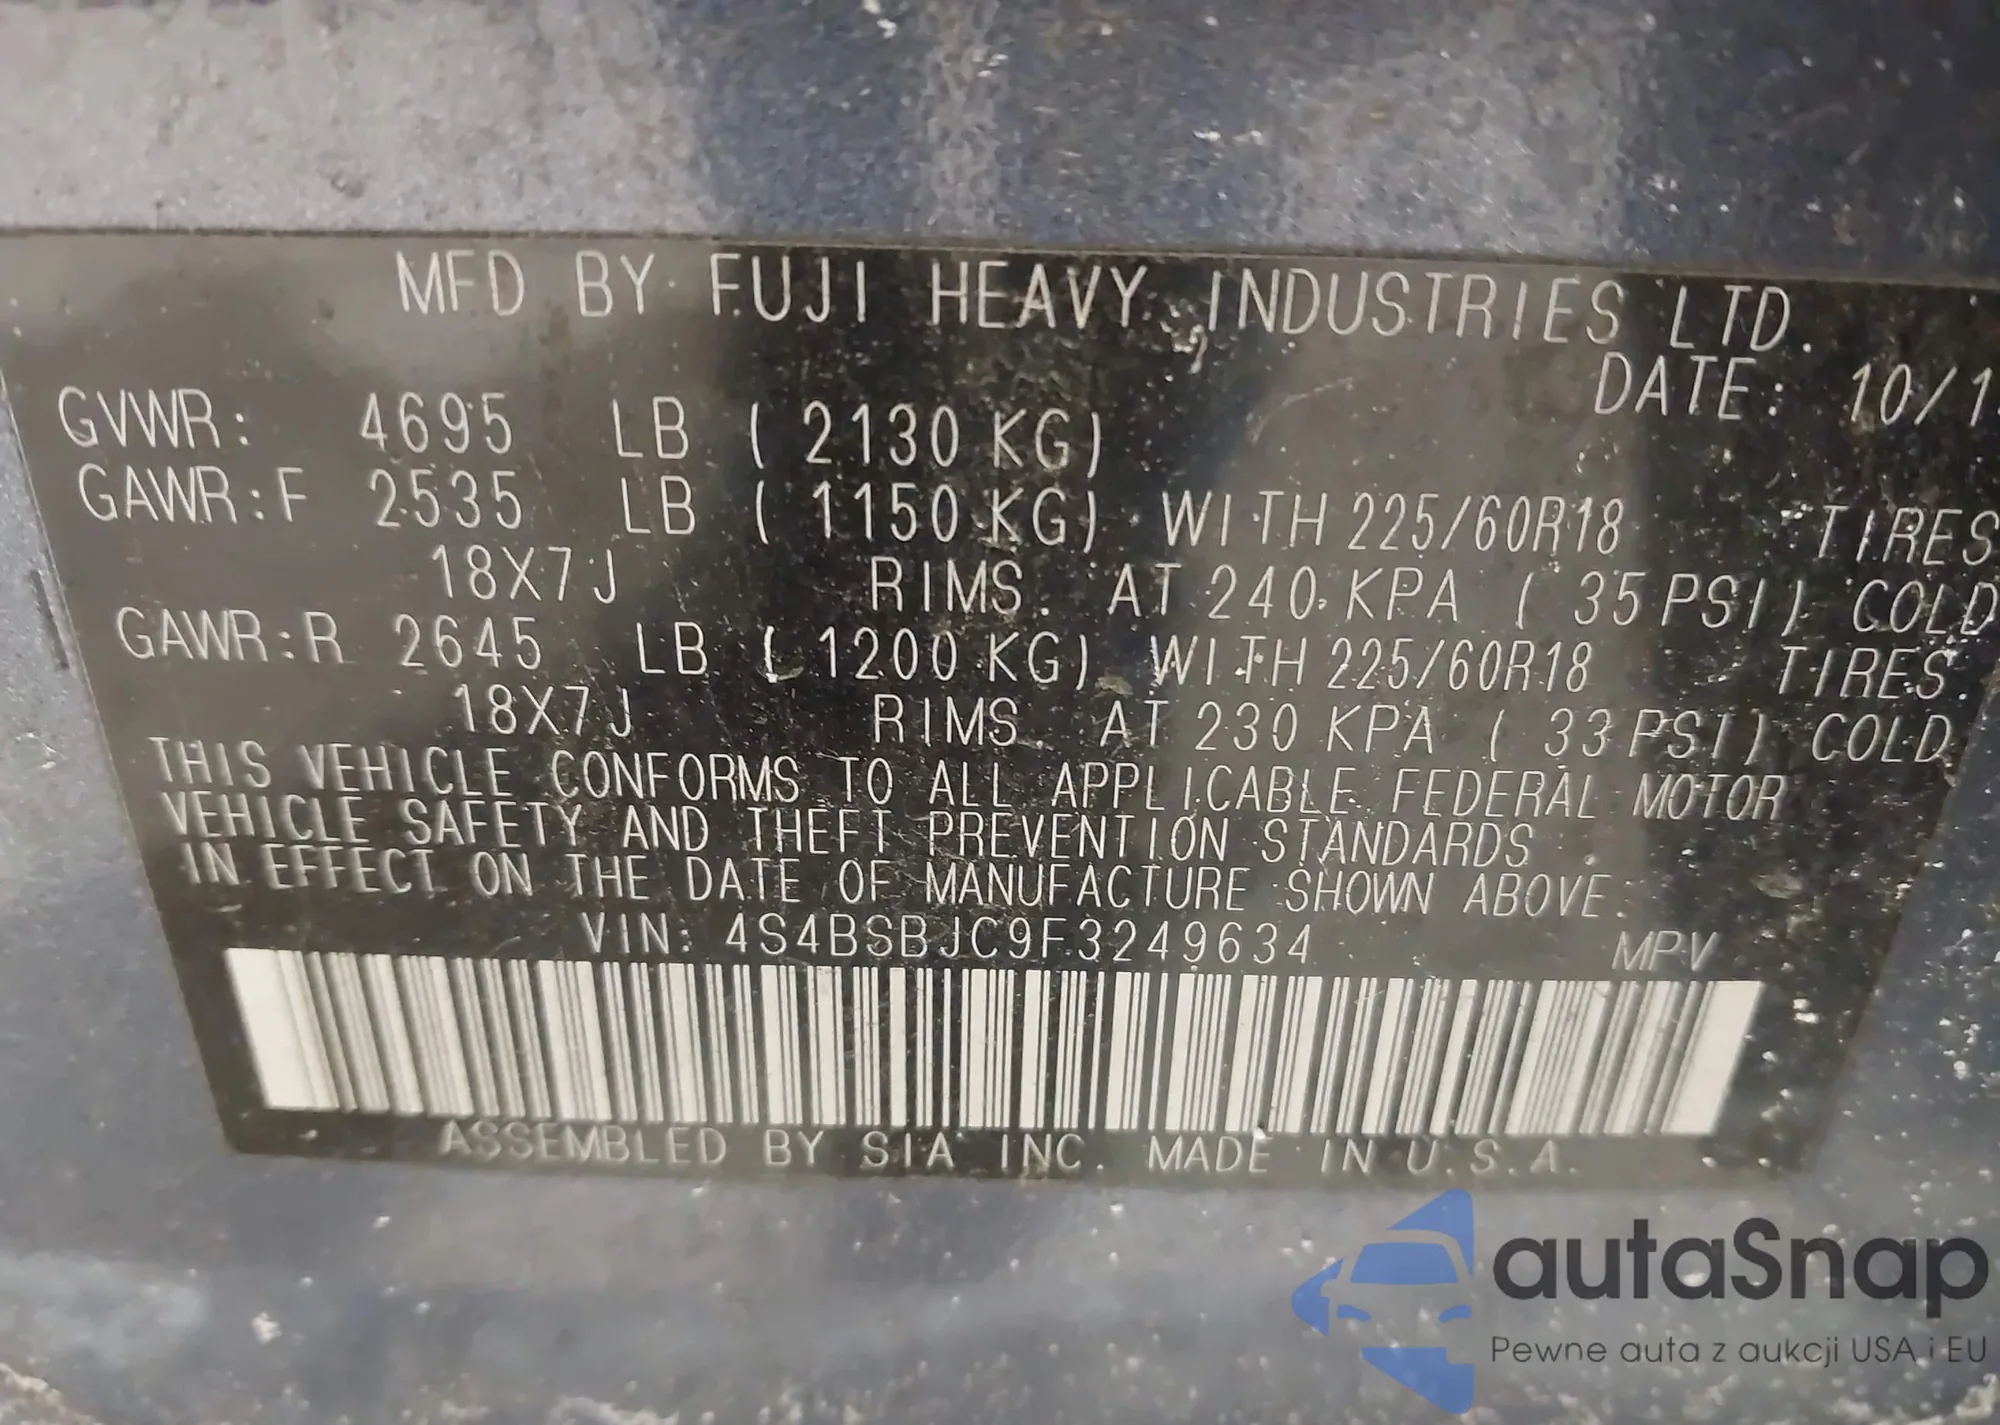 MFD BY FUJI HEAVY INDUSTRIES LTD.
DATE: 10/1
GVWR: 4695 LB ( 2130 KG)
GAWR:F 2535 LB ( 1150 KG) WITH 225/60R18 TIRES
18X7J RIMS. AT 240 KPA ( 35 PSI) COLD
GAWR:R 2645 LB ( 1200 KG) WITH 225/60R18 TIRES.
18X7J RIMS AT 230 KPA ( 33 PSI) COLD
THIS VEHICLE CONFORMS TO ALL APPLICABLE FEDERAL MOTOR
VEHICLE SAFETY AND THEFT PREVENTION STANDARDS
IN EFFECT ON THE DATE OF MANUFACTURE SHOWN ABOVE.
VIN: 4S4BSBJC9F3249634 MPV
ASSEMBLED BY SIA INC. MADE IN U.S.A.
autaSnap
Pewne auta z aukcji USA i EU